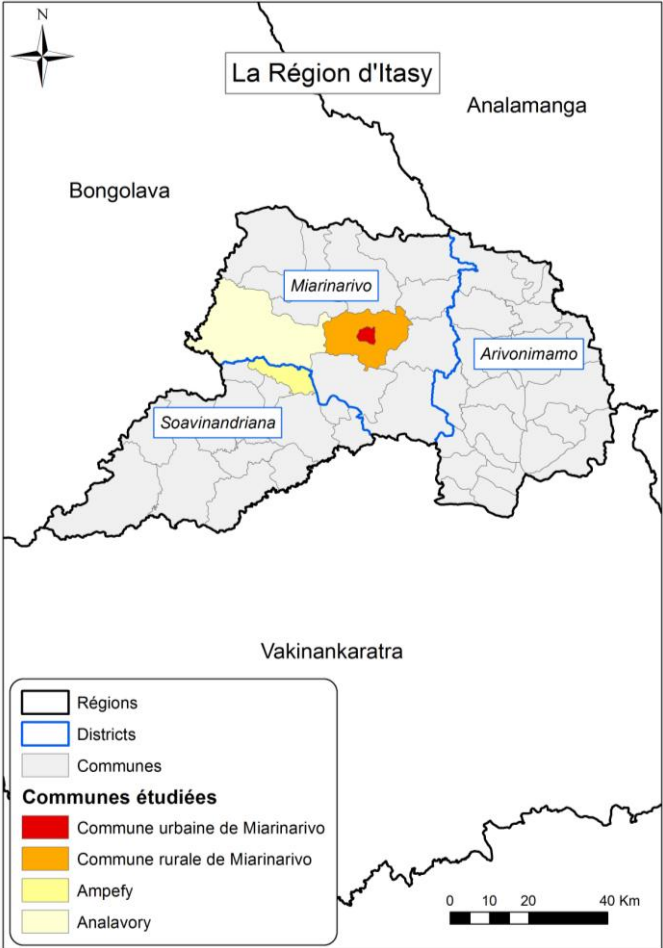 N
La Région d'Itasy
Analamanga
Bongolava
Miarinarivo
Arivonimamo
Soavinandriana
Vakinankaratra
Régions
Districts
Communes
Communes étudiées
Commune urbaine de Miarinarivo
Commune rurale de Miarinarivo
Ampefy
Analavory
0 10 20 40 Km